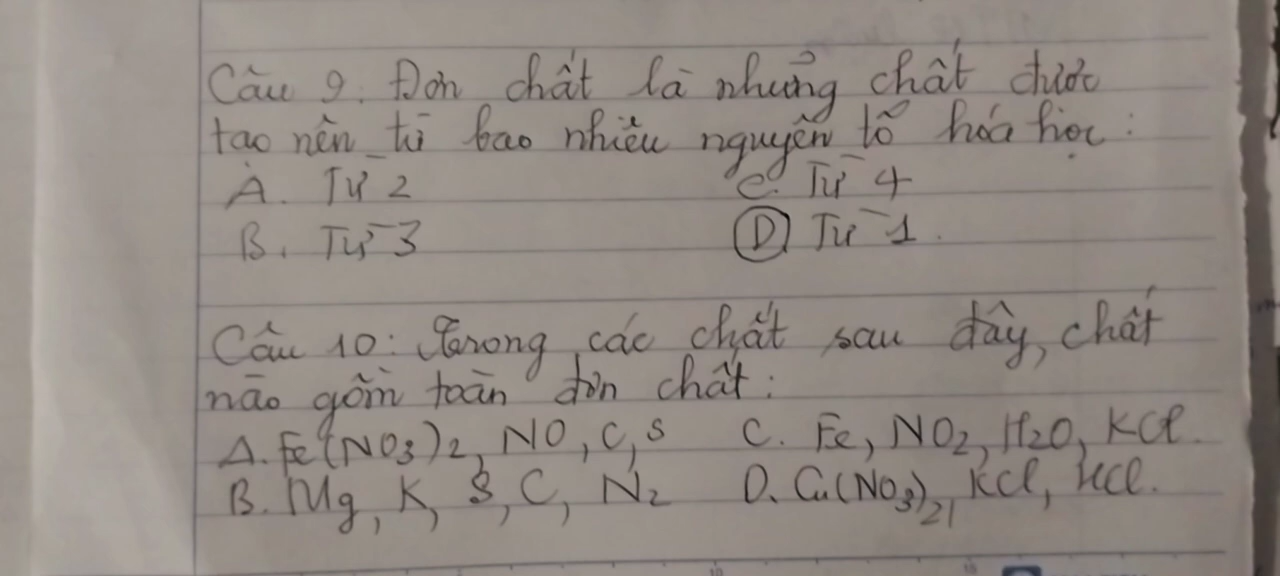 Câu 9. Đơn chất là những chất được
tạo nên từ bao nhiêu nguyên tố hóa học:
A. Từ 2 C. Từ 4
B. Từ 3 D Từ 1.
Câu 10: Trong các chất sau đây, chất
nào gồm toàn đơn chất:
A. Fe(NO3)2, NO, C, S C. Fe, NO2, H2O, KCl.
B. Mg, K, S, C, N2 D. Cu(NO3)2, KCl, HCl.